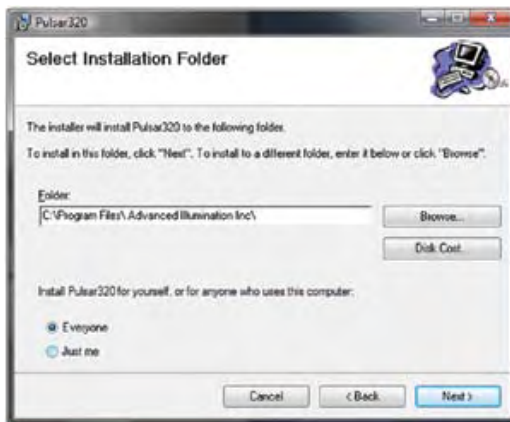 Pulsar320
Select Installation Folder
The installer will install Pulsar320 to the following folder.
To install in this folder, click "Next". To install to a different folder, enter it below or click "Browse".
Folder:
C:\Program Files\ Advanced Illumination Inc\
Browse...
Disk Cost...
Install Pulsar320 for yourself, or for anyone who uses this computer:
Everyone
Just me
Cancel
< Back
Next >